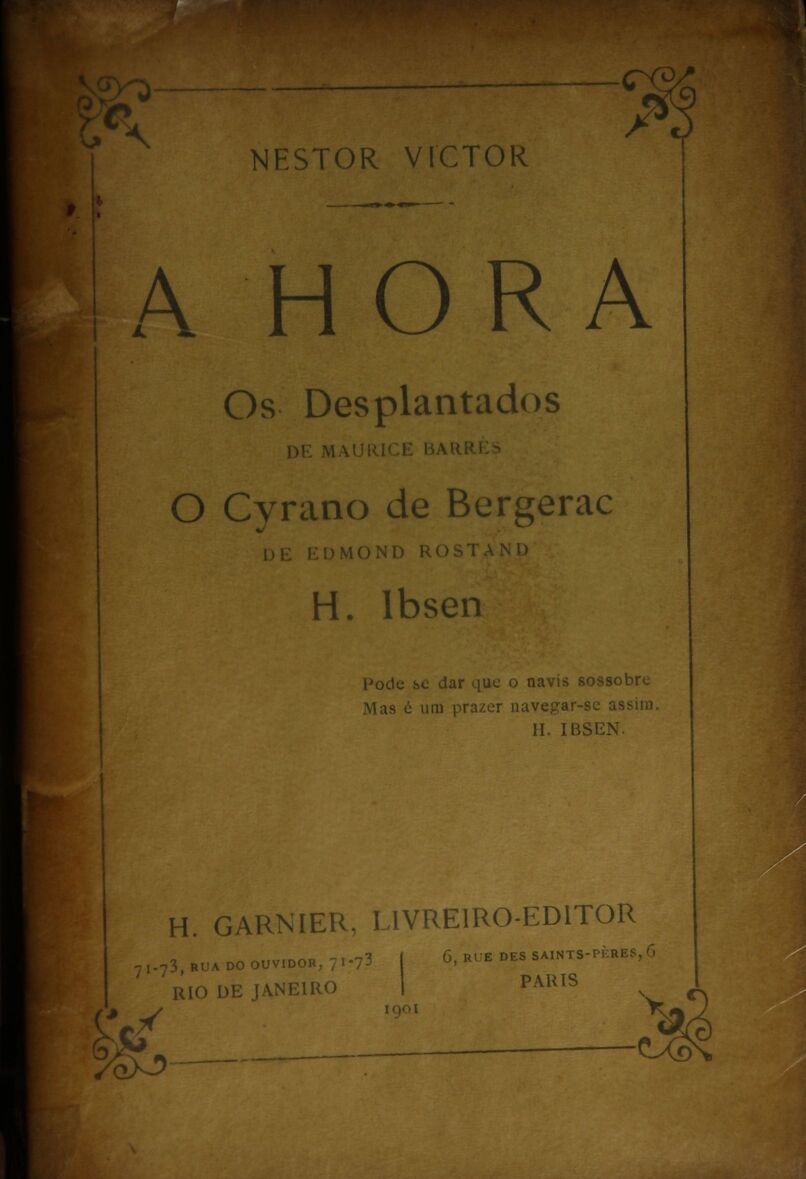 NESTOR VICTOR
A HORA
Os Desplantados
DE MAURICE BARRÈS
O Cyrano de Bergerac
DE EDMOND ROSTAND
H. Ibsen
Pode se dar que o navis sossobre
Mas é um prazer navegar-se assim.
H. IBSEN.
H. GARNIER, LIVREIRO-EDITOR
71-73, RUA DO OUVIDOR, 71-73
RIO DE JANEIRO
6, RUE DES SAINTS-PÈRES, 6
PARIS
1901